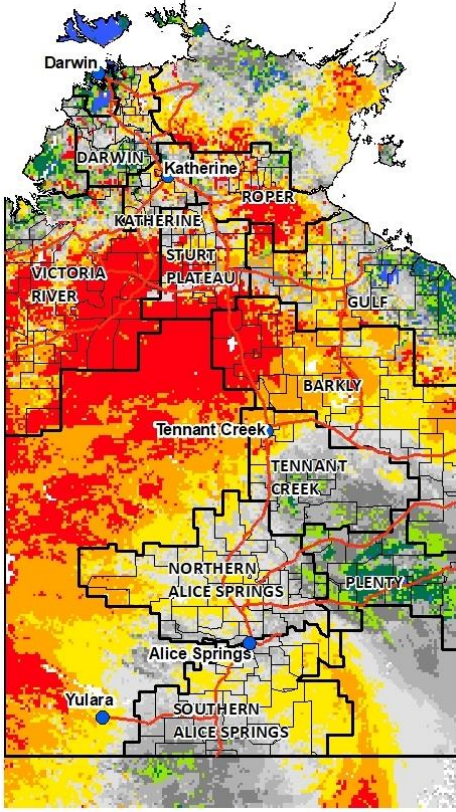 Darwin
DARWIN
Katherine
ROPER
KATHERINE
STURT
PLATEAU
VICTORIA
RIVER
GULF
BARKLY
Tennant Creek
TENNANT
CREEK
NORTHERN
ALICE SPRINGS
PLENTY
Alice Springs
Yulara
SOUTHERN
ALICE SPRINGS